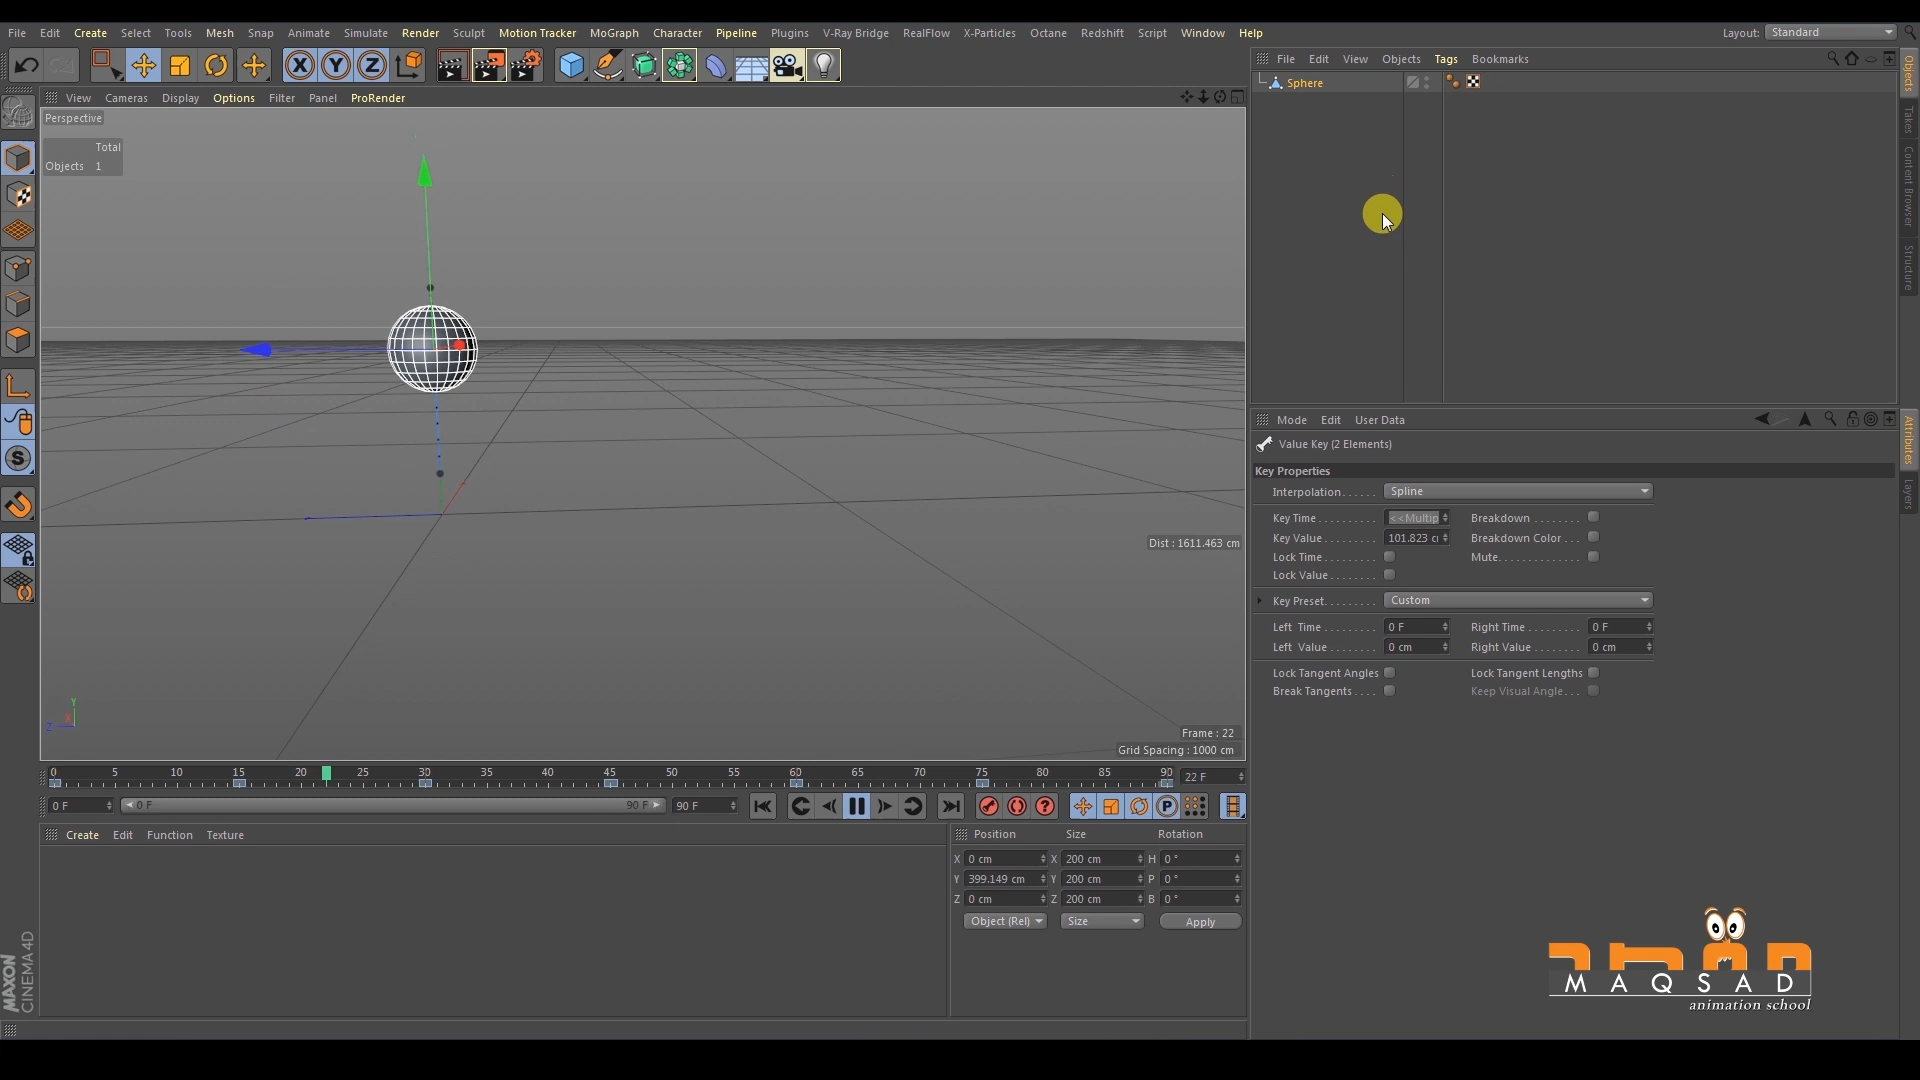 File Edit Create Select Tools Mesh Snap Animate Simulate Render Sculpt Motion Tracker MoGraph Character Pipeline Plugins V-Ray Bridge RealFlow X-Particles Octane Redshift Script Window Help Layout: Standard
File Edit View Objects Tags Bookmarks
Sphere
Objects
Takes
Content Browser
Structure
View Cameras Display Options Filter Panel ProRender
Perspective
Total
Objects 1
Dist : 1611.463 cm
Y
X
Z
Frame : 22
Grid Spacing : 1000 cm
Mode Edit User Data
Attributes
Layers
Value Key (2 Elements)
Key Properties
Interpolation...... Spline
Key Time......... <<Multip Breakdown........
Key Value......... 101.823 c Breakdown Color...
Lock Time......... Mute.............
Lock Value........
Key Preset......... Custom
Left Time......... 0 F Right Time......... 0 F
Left Value........ 0 cm Right Value........ 0 cm
Lock Tangent Angles Lock Tangent Lengths
Break Tangents.... Keep Visual Angle...
0 5 10 15 20 25 30 35 40 45 50 55 60 65 70 75 80 85 90 22 F
0 F 0 F 90 F 90 F P
Create Edit Function Texture
Position Size Rotation
X 0 cm X 200 cm H 0 °
Y 399.149 cm Y 200 cm P 0 °
Z 0 cm Z 200 cm B 0 °
Object (Rel) Size Apply
MAXON
CINEMA 4D
MAQSAD
animation school